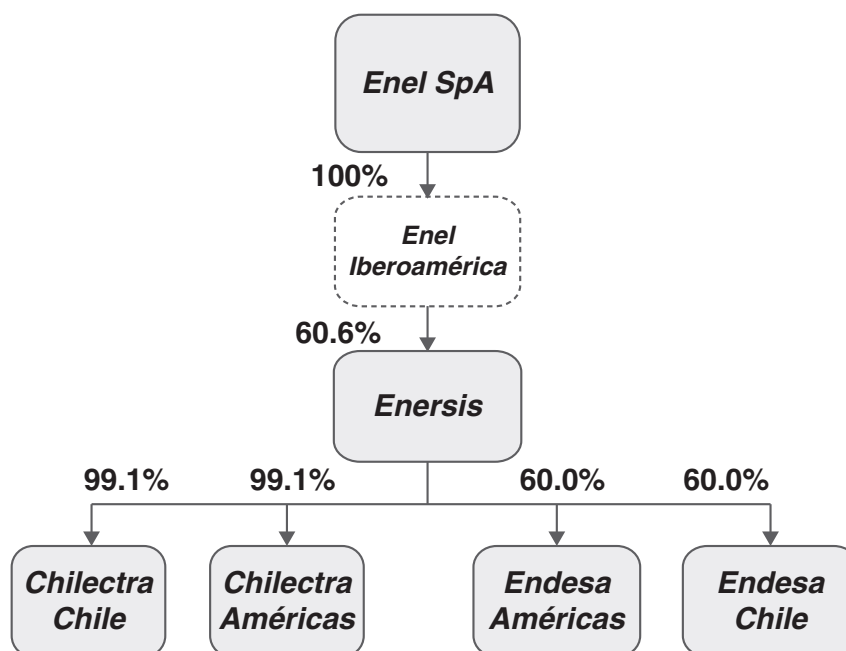 Enel SpA
100%
Enel
Iberoamérica
60.6%
Enersis
99.1%
99.1%
60.0%
60.0%
Chilectra
Chile
Chilectra
Américas
Endesa
Américas
Endesa
Chile